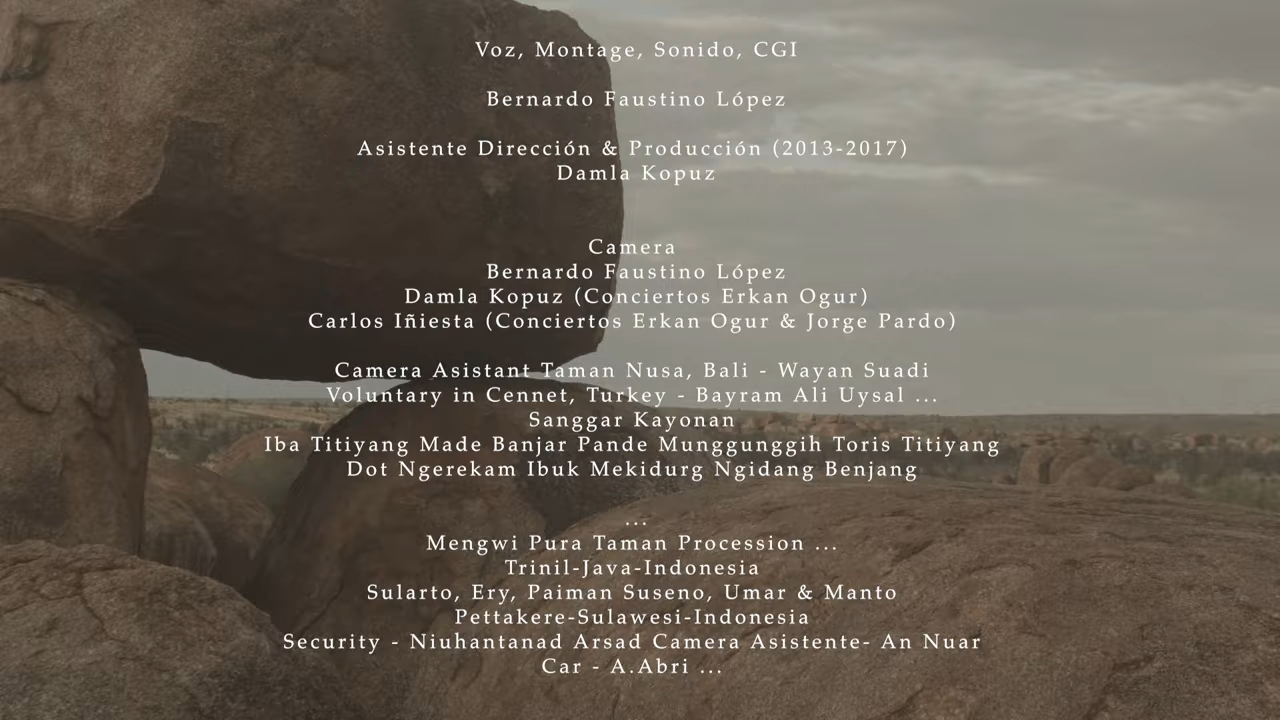 Voz, Montage, Sonido, CGI
Bernardo Faustino López
Asistente Dirección & Producción (2013-2017)
Damla Kopuz
Camera
Bernardo Faustino López
Damla Kopuz (Conciertos Erkan Ogur)
Carlos Iñiesta (Conciertos Erkan Ogur & Jorge Pardo)
Camera Asistant Taman Nusa, Bali - Wayan Suadi
Voluntary in Cennet, Turkey - Bayram Ali Uysal ...
Sanggar Kayonan
Iba Titiyang Made Banjar Pande Munggunggih Toris Titiyang
Dot Ngerekam Ibuk Mekidurg Ngidang Benjang
...
Mengwi Pura Taman Procession ...
Trinil-Java-Indonesia
Sularto, Ery, Paiman Suseno, Umar & Manto
Pettakere-Sulawesi-Indonesia
Security - Niuhantanad Arsad Camera Asistente- An Nuar
Car - A.Abri ...